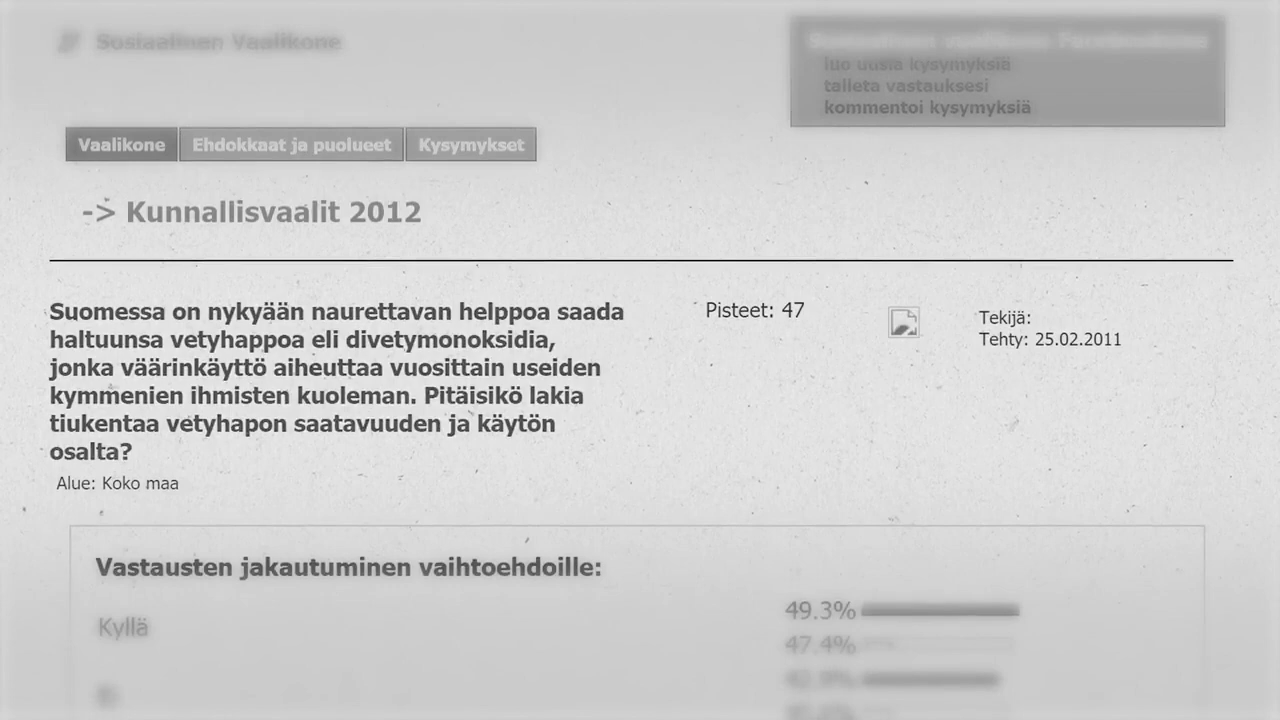 Sosiaalinen Vaalikone
luo uusia kysymyksiä
talleta vastauksesi
kommentoi kysymyksiä
Vaalikone
Ehdokkaat ja puolueet
Kysymykset
-> Kunnallisvaalit 2012
Suomessa on nykyään naurettavan helppoa saada
haltuunsa vetyhappoa eli divetymonoksidia,
jonka väärinkäyttö aiheuttaa vuosittain useiden
kymmenien ihmisten kuoleman. Pitäisikö lakia
tiukentaa vetyhapon saatavuuden ja käytön
osalta?
Alue: Koko maa
Pisteet: 47
Tekijä:
Tehty: 25.02.2011
Vastausten jakautuminen vaihtoehdoille:
Kyllä
49.3%
47.4%